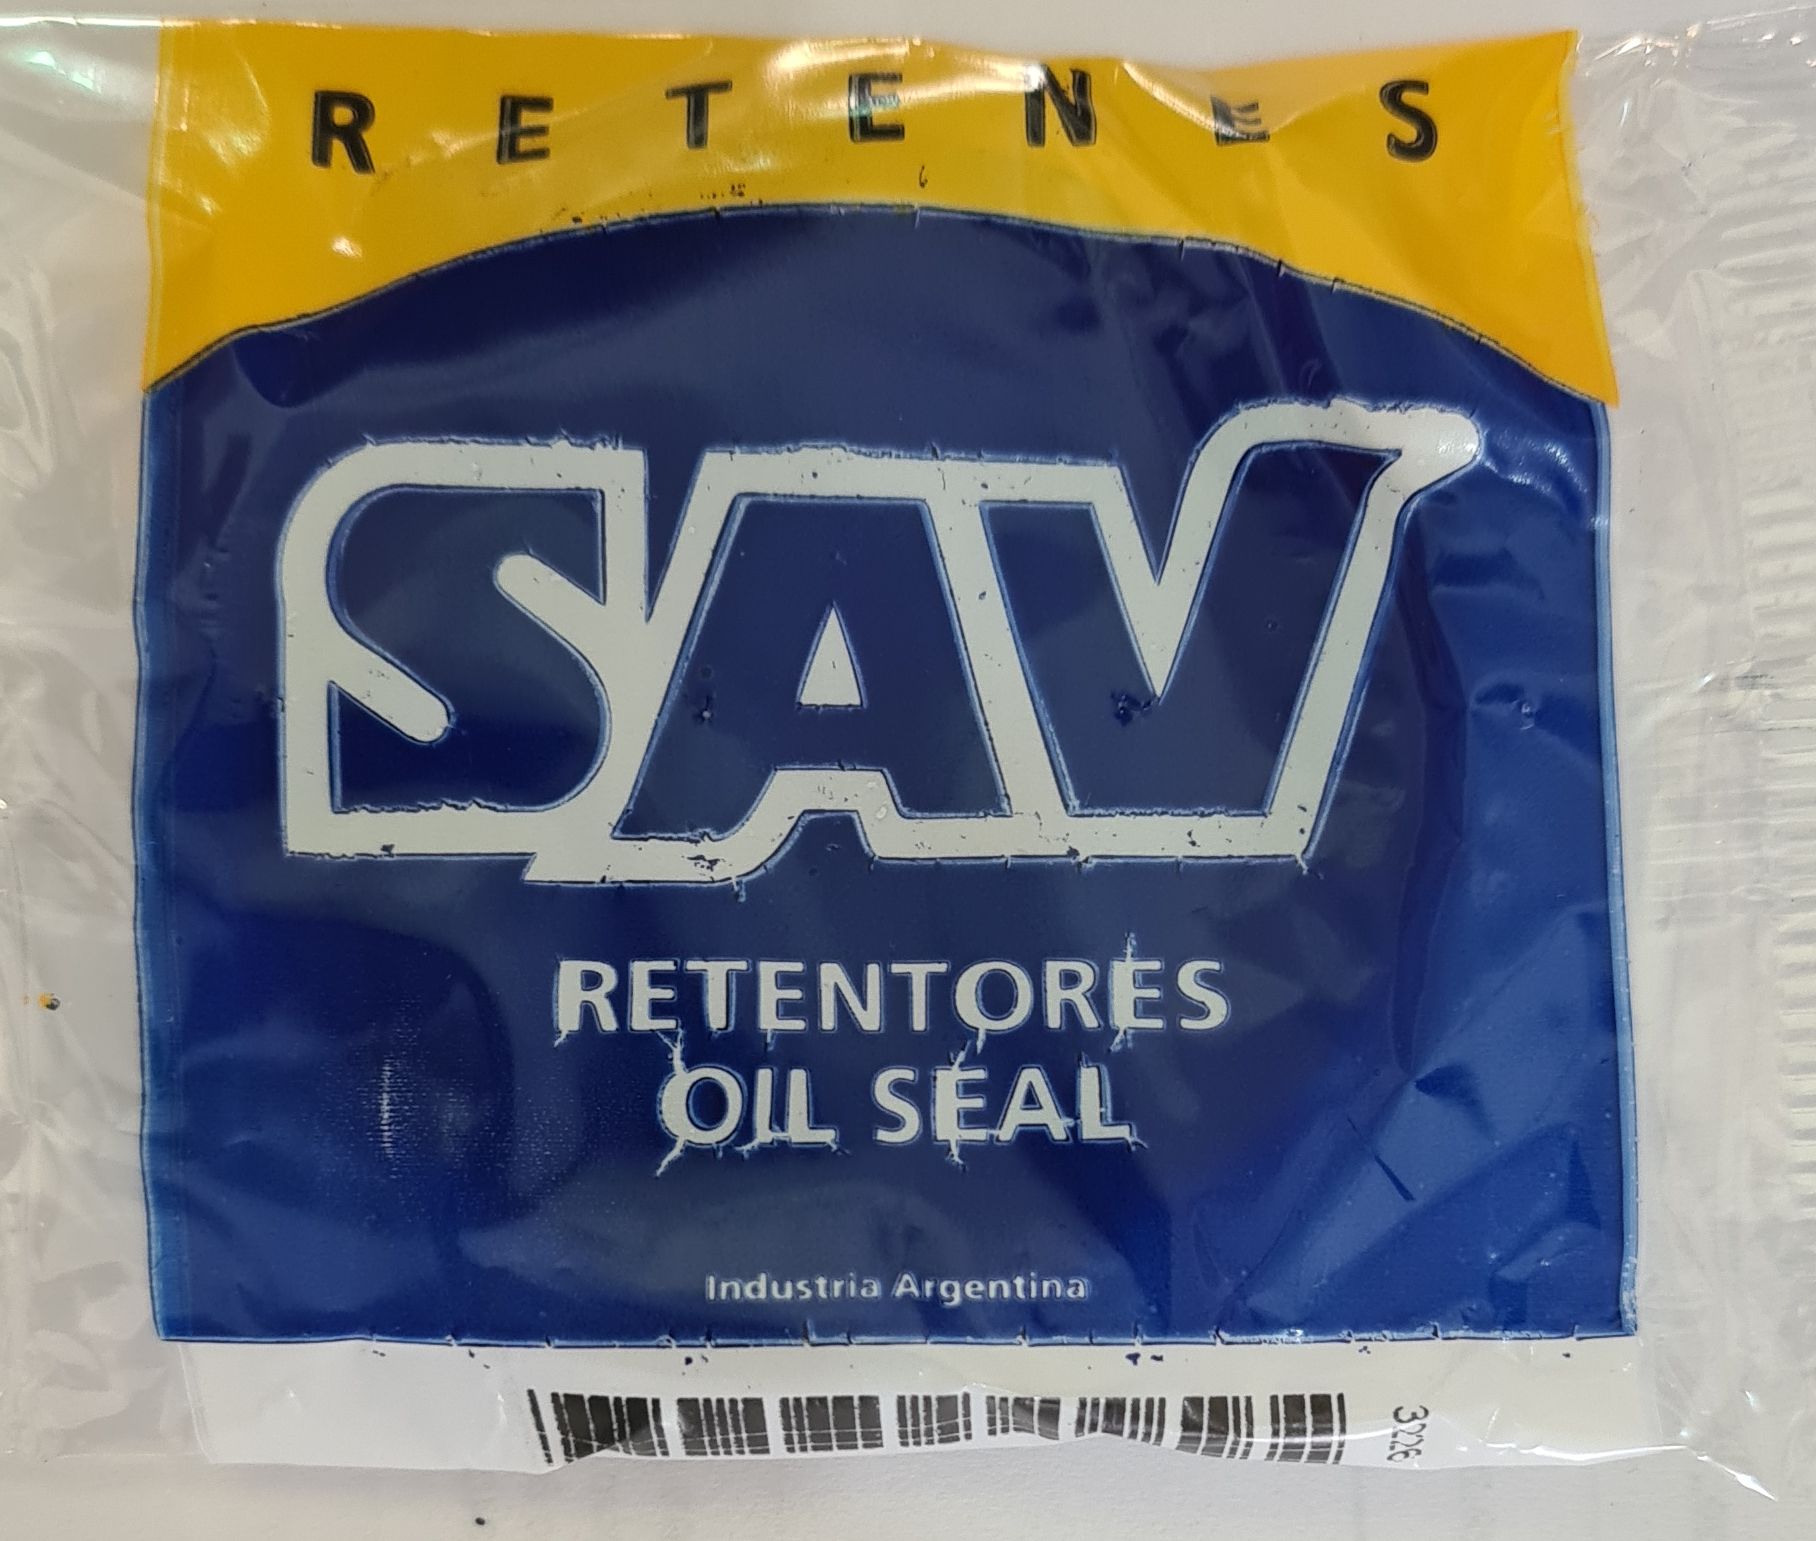 RETENES
SAV
RETENTORES
OIL SEAL
Industria Argentina
3226